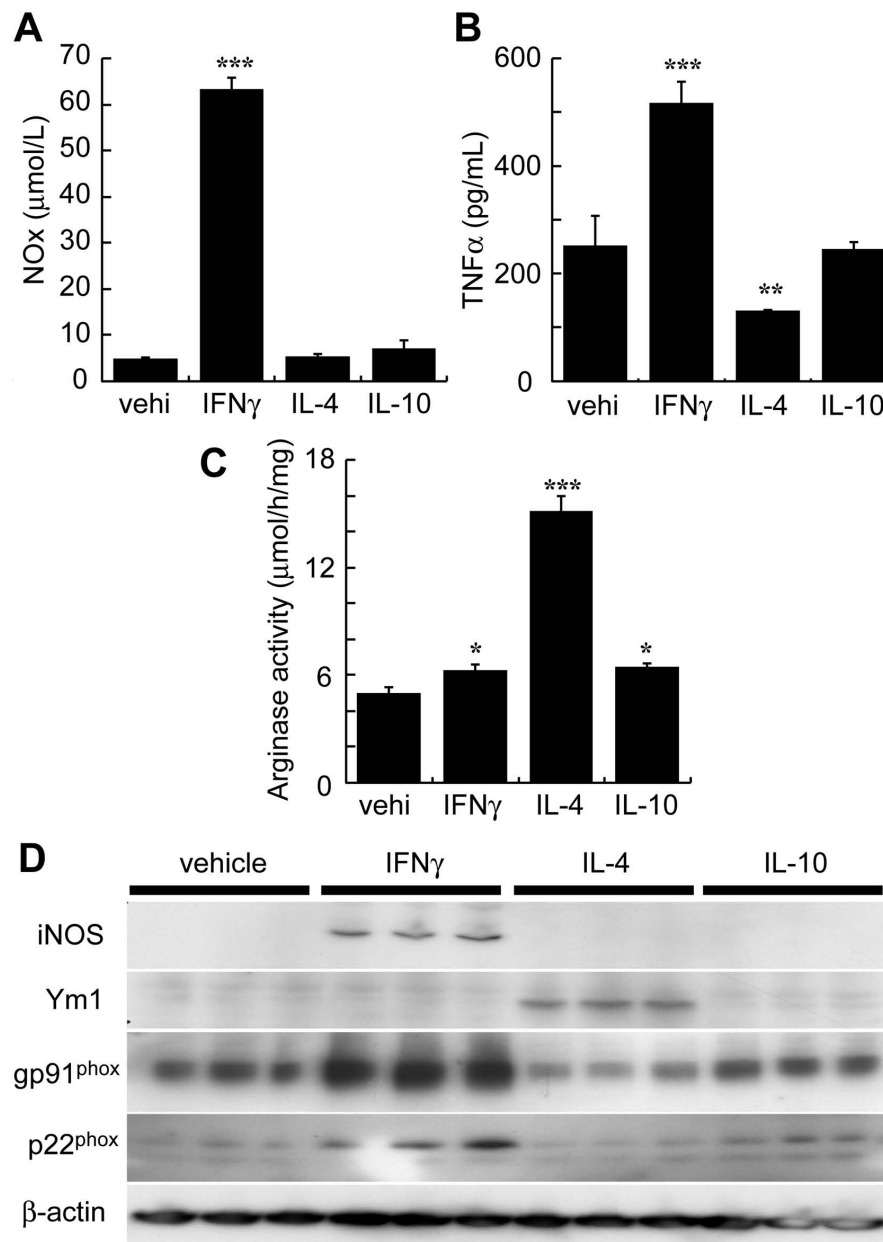 A
NOx (μmol/L)
70
60
50
40
30
20
10
0
***
vehi IFNγ IL-4 IL-10
B
TNFα (pg/mL)
600
400
200
0
***
**
vehi IFNγ IL-4 IL-10
C
Arginase activity (μmol/h/mg)
18
12
6
0
*
***
*
vehi IFNγ IL-4 IL-10
D
vehicle IFNγ IL-4 IL-10
iNOS
Ym1
gp91phox
p22phox
β-actin